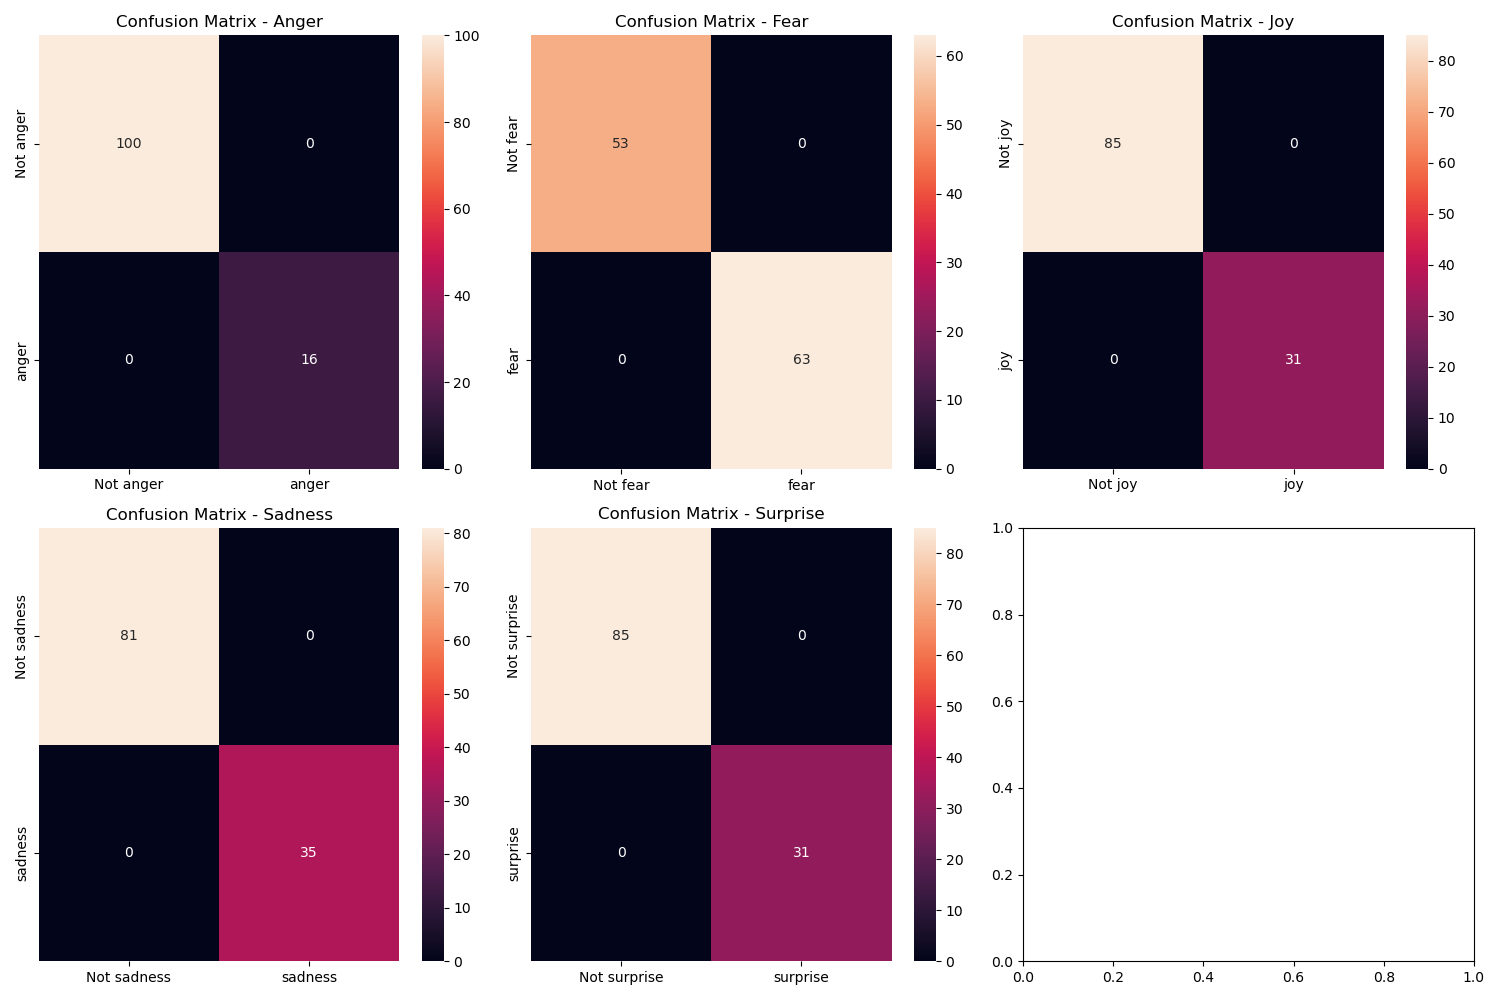 Confusion Matrix - Anger
Not anger
anger
100
0
0
16
Not anger
anger
100
80
60
40
20
0
Confusion Matrix - Fear
Not fear
fear
53
0
0
63
Not fear
fear
60
50
40
30
20
10
0
Confusion Matrix - Joy
Not joy
joy
85
0
0
31
Not joy
joy
80
70
60
50
40
30
20
10
0
Confusion Matrix - Sadness
Not sadness
sadness
81
0
0
35
Not sadness
sadness
80
70
60
50
40
30
20
10
0
Confusion Matrix - Surprise
Not surprise
surprise
85
0
0
31
Not surprise
surprise
80
70
60
50
40
30
20
10
0
1.0
0.8
0.6
0.4
0.2
0.0
0.0 0.2 0.4 0.6 0.8 1.0